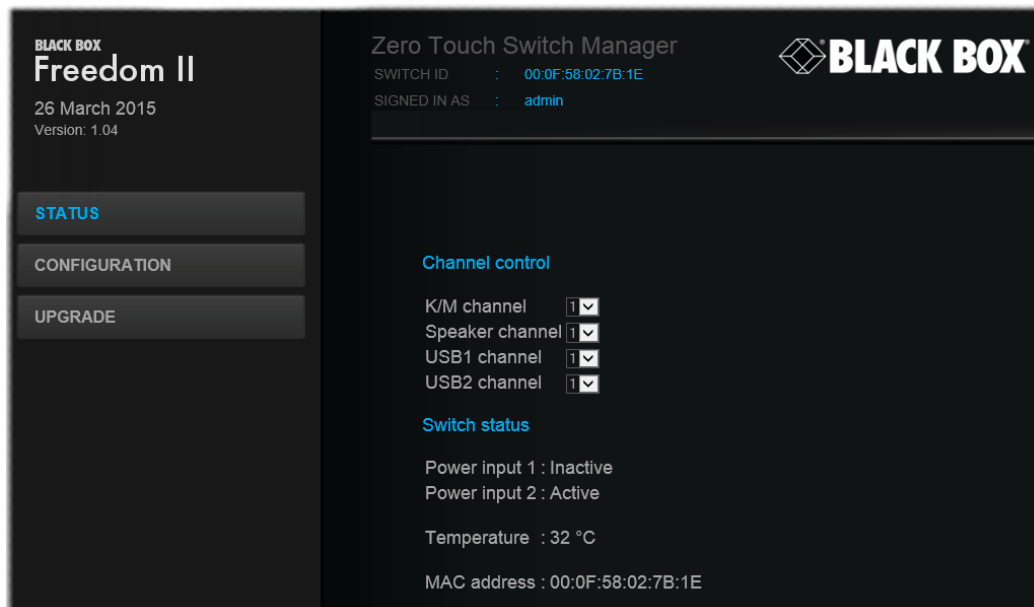 BLACK BOX
Freedom II
26 March 2015
Version: 1.04
STATUS
CONFIGURATION
UPGRADE
Zero Touch Switch Manager
SWITCH ID : 00:0F:58:02:7B:1E
SIGNED IN AS : admin
BLACK BOX
Channel control
K/M channel 1
Speaker channel 1
USB1 channel 1
USB2 channel 1
Switch status
Power input 1 : Inactive
Power input 2 : Active
Temperature : 32 °C
MAC address : 00:0F:58:02:7B:1E